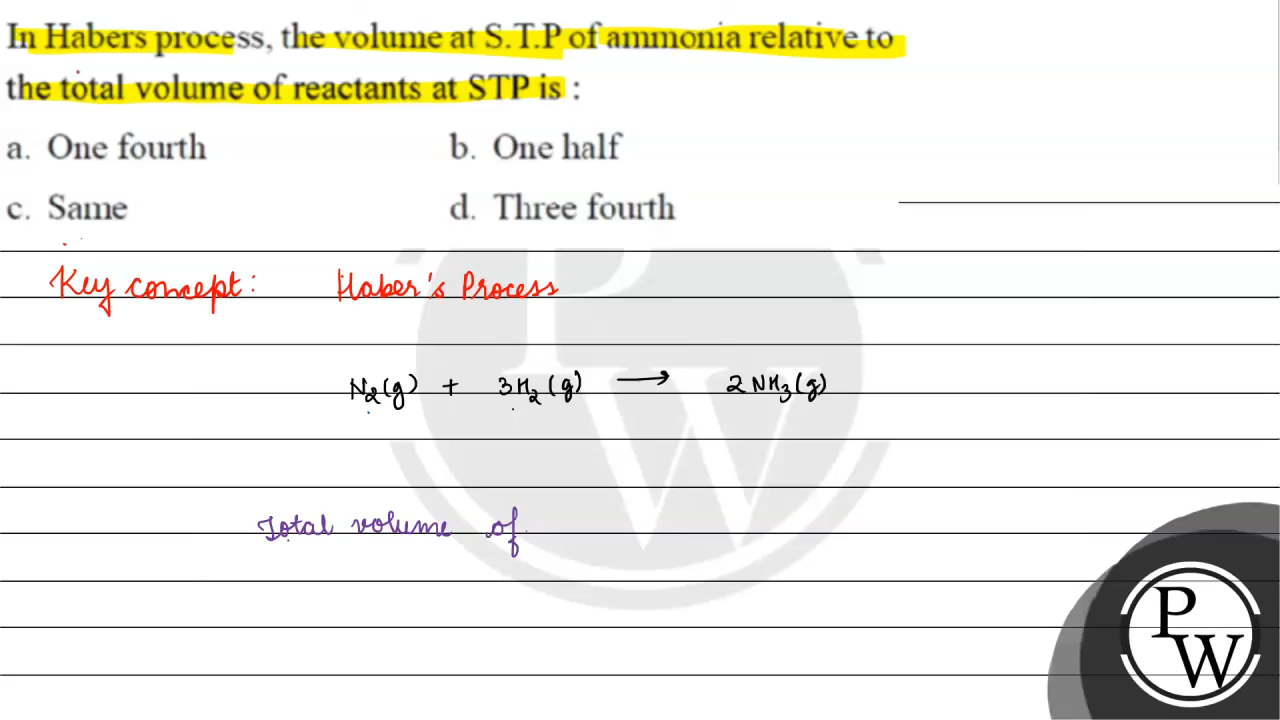 In Habers process, the volume at S.T.P of ammonia relative to
the total volume of reactants at STP is :
a. One fourth b. One half
c. Same d. Three fourth
Key concept: Haber's Process
N₂(g) + 3H₂(g) ⟶ 2NH₃(g)
Total volume of
P
W
P
W